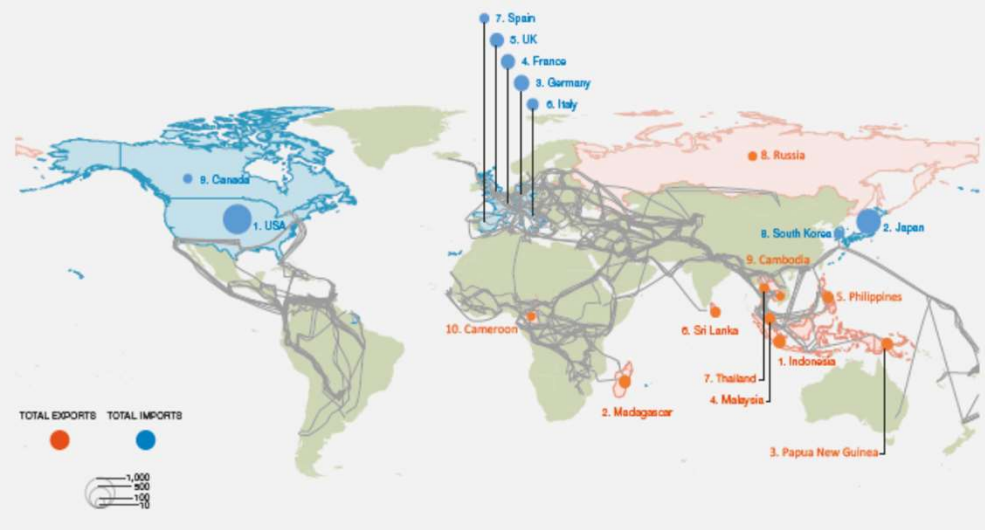 7. Spain
5. UK
4. France
3. Germany
6. Italy
8. Russia
9. Canada
1. USA
8. South Korea
2. Japan
9. Cambodia
5. Philippines
10. Cameroon
6. Sri Lanka
1. Indonesia
7. Thailand
4. Malaysia
2. Madagascar
3. Papua New Guinea
TOTAL EXPORTS TOTAL IMPORTS
1,000
500
100
10